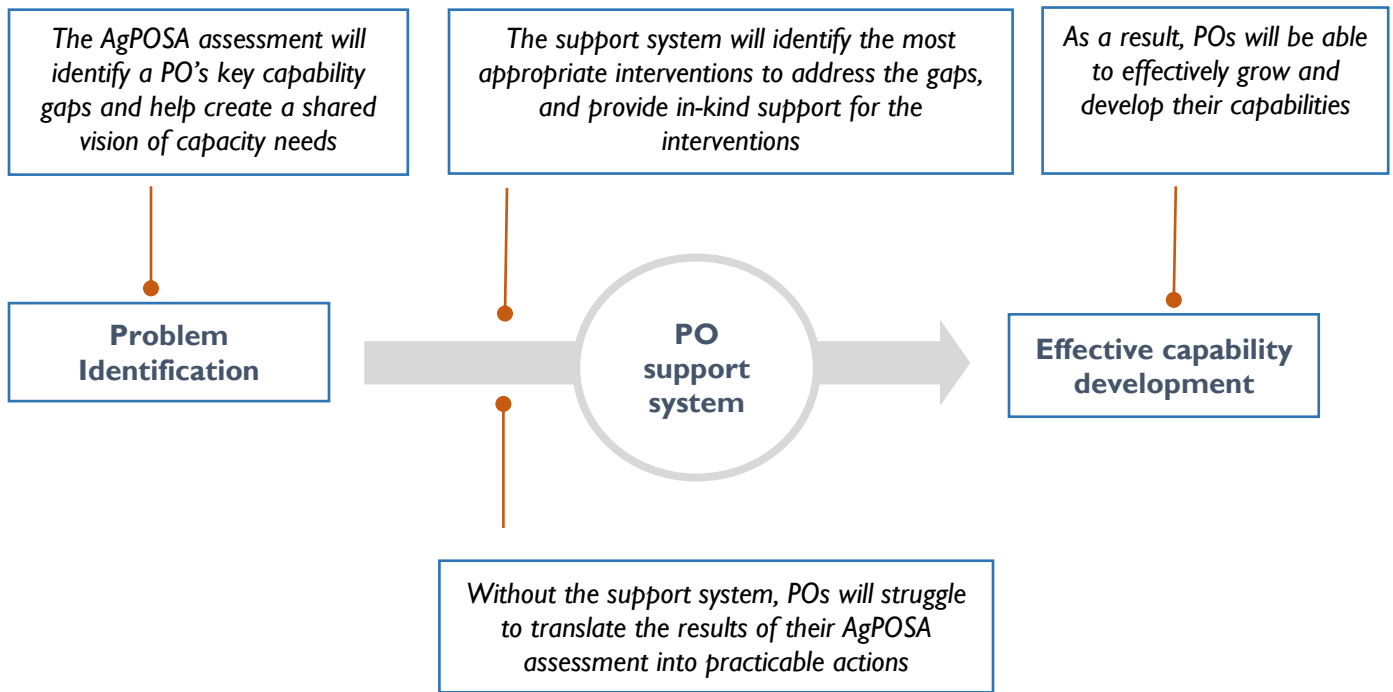 The AgPOSA assessment will
identify a PO's key capability
gaps and help create a shared
vision of capacity needs
The support system will identify the most
appropriate interventions to address the gaps,
and provide in-kind support for the
interventions
As a result, POs will be able
to effectively grow and
develop their capabilities
Problem
Identification
PO
support
system
Effective capability
development
Without the support system, POs will struggle
to translate the results of their AgPOSA
assessment into practicable actions